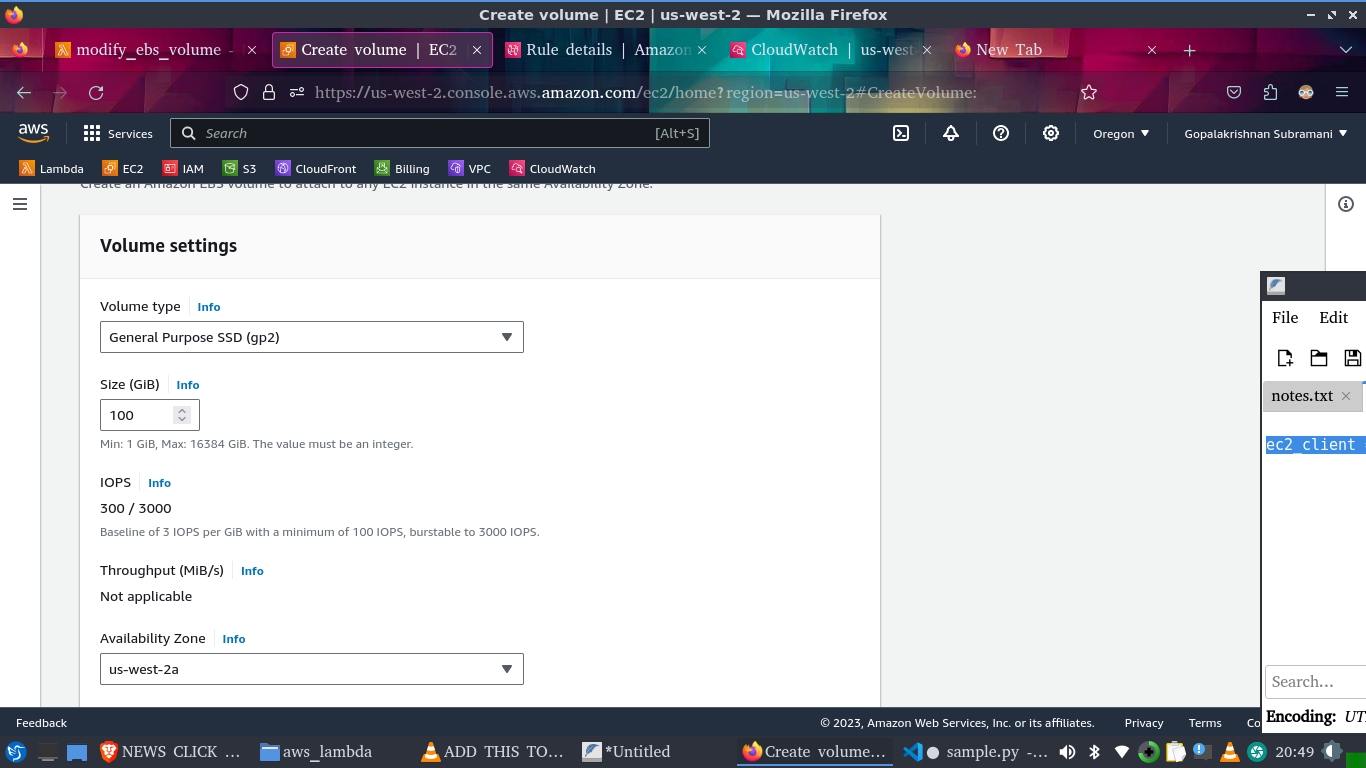 Create volume | EC2 | us-west-2 — Mozilla Firefox
modify_ebs_volume -
Create volume | EC2
Rule details | Amazon
CloudWatch | us-west-
New Tab
https://us-west-2.console.aws.amazon.com/ec2/home?region=us-west-2#CreateVolume:
aws
Services
Search
[Alt+S]
Oregon
Gopalakrishnan Subramani
Lambda
EC2
IAM
S3
CloudFront
Billing
VPC
CloudWatch
Create an Amazon EBS volume to attach to any EC2 instance in the same Availability Zone.
Volume settings
Volume type
Info
General Purpose SSD (gp2)
Size (GiB)
Info
100
Min: 1 GiB, Max: 16384 GiB. The value must be an integer.
IOPS
Info
300 / 3000
Baseline of 3 IOPS per GiB with a minimum of 100 IOPS, burstable to 3000 IOPS.
Throughput (MiB/s)
Info
Not applicable
Availability Zone
Info
us-west-2a
File
Edit
notes.txt
ec2_client
Search...
Encoding: UT
Feedback
© 2023, Amazon Web Services, Inc. or its affiliates.
Privacy
Terms
Co
NEWS CLICK ...
aws_lambda
ADD THIS TO...
*Untitled
Create volume...
sample.py -...
20:49